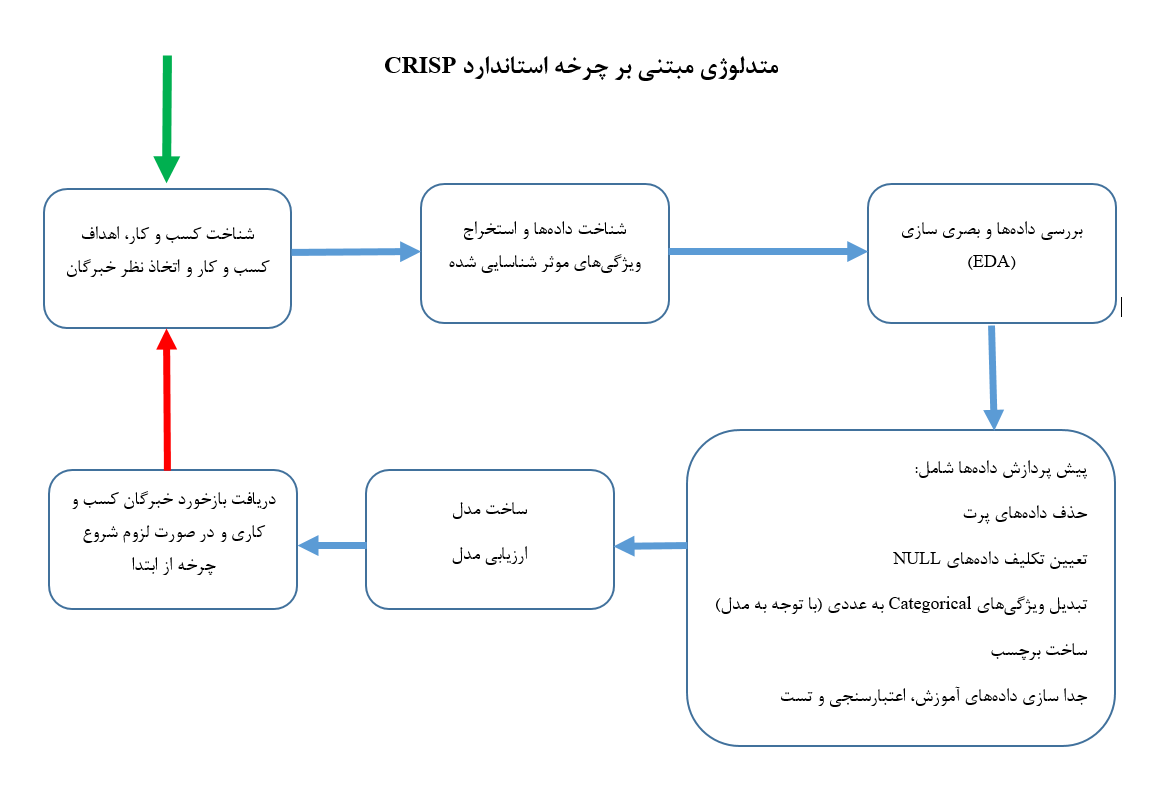 متدلوژی مبتنی بر چرخه استاندارد CRISP
شناخت کسب و کار، اهداف
کسب و کار و اتخاذ نظر خبرگان
شناخت داده‌ها و استخراج
ویژگی‌های موثر شناسایی شده
بررسی داده‌ها و بصری سازی
(EDA)
پیش پردازش داده‌ها شامل:
حذف داده‌های پرت
تعیین تکلیف داده‌های NULL
تبدیل ویژگی‌های Categorical به عددی (با توجه به مدل)
ساخت برچسب
جدا سازی داده‌های آموزش، اعتبارسنجی و تست
ساخت مدل
ارزیابی مدل
دریافت بازخورد خبرگان کسب و
کاری و در صورت لزوم شروع
چرخه از ابتدا